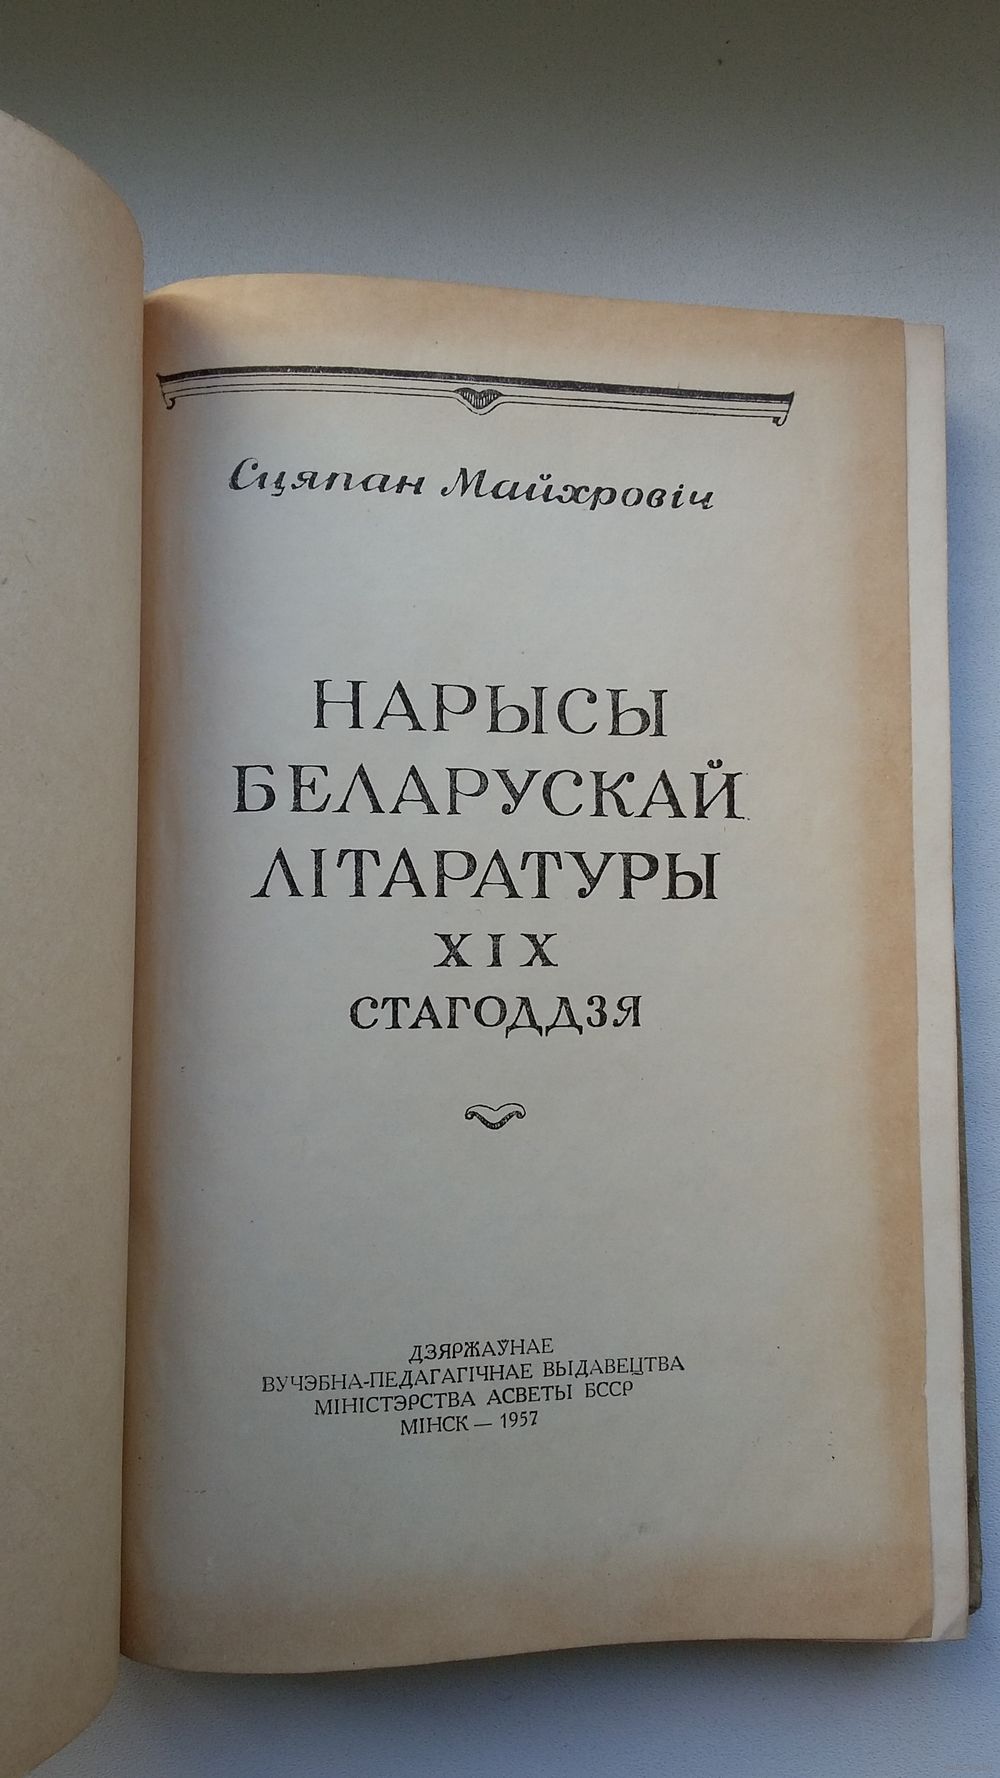 Сцяпан Майхровіч
НАРЫСЫ
БЕЛАРУСКАЙ
ЛІТАРАТУРЫ
XIX
СТАГОДДЗЯ
ДЗЯРЖАЎНАЕ
ВУЧЭБНА-ПЕДАГАГІЧНАЕ ВЫДАВЕЦТВА
МІНІСТЭРСТВА АСВЕТЫ БССР
МІНСК — 1957